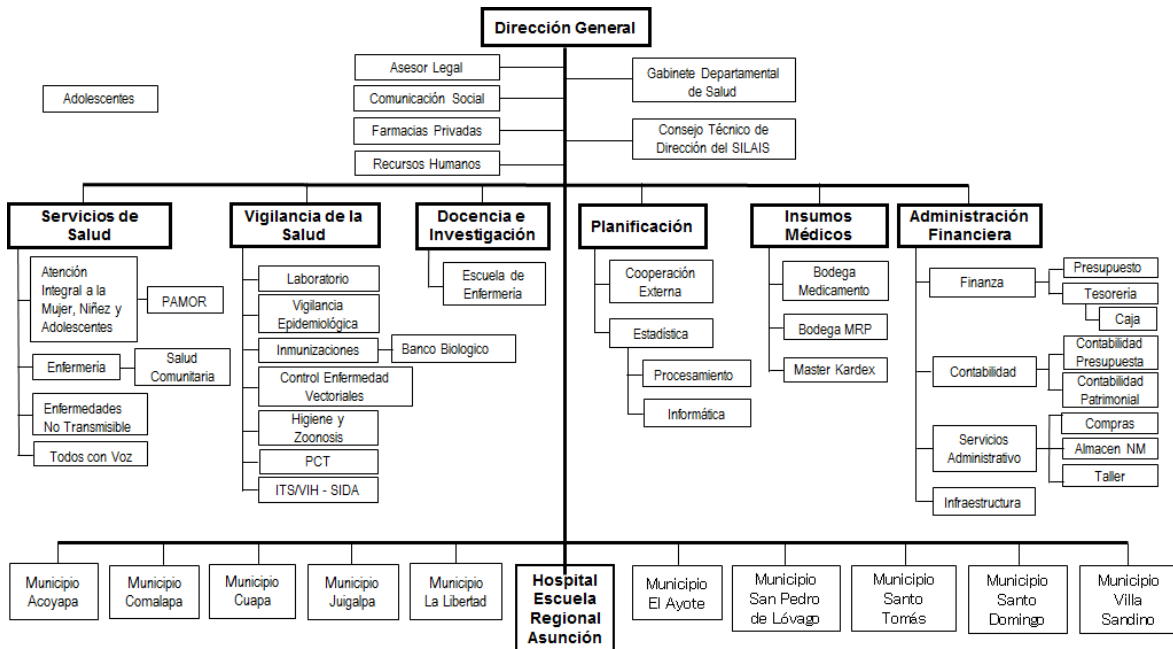 Dirección General
Asesor Legal
Gabinete Departamental
de Salud
Adolescentes
Comunicación Social
Farmacias Privadas
Consejo Técnico de
Dirección del SILAIS
Recursos Humanos
Servicios de
Salud
Vigilancia de la
Salud
Docencia e
Investigación
Planificación
Insumos
Médicos
Administración
Financiera
Atención
Integral a la
Mujer, Niñez y
Adolescentes
PAMOR
Enfermeria
Salud
Comunitaria
Enfermedades
No Transmisible
Todos con Voz
Laboratorio
Vigilancia
Epidemiológica
Inmunizaciones
Banco Biologico
Control Enfermedad
Vectoriales
Higiene y
Zoonosis
PCT
ITS/VIH - SIDA
Escuela de
Enfermeria
Cooperación
Externa
Estadística
Procesamiento
Informática
Bodega
Medicamento
Bodega MRP
Master Kardex
Finanza
Presupuesto
Tesoreria
Caja
Contabilidad
Contabilidad
Presupuesta
Contabilidad
Patrimonial
Servicios
Administrativo
Compras
Almacen NM
Taller
Infraestructura
Municipio
Acoyapa
Municipio
Comalapa
Municipio
Cuapa
Municipio
Juigalpa
Municipio
La Libertad
Hospital
Escuela
Regional
Asunción
Municipio
El Ayote
Municipio
San Pedro
de Lóvago
Municipio
Santo
Tomás
Municipio
Santo
Domingo
Municipio
Villa
Sandino